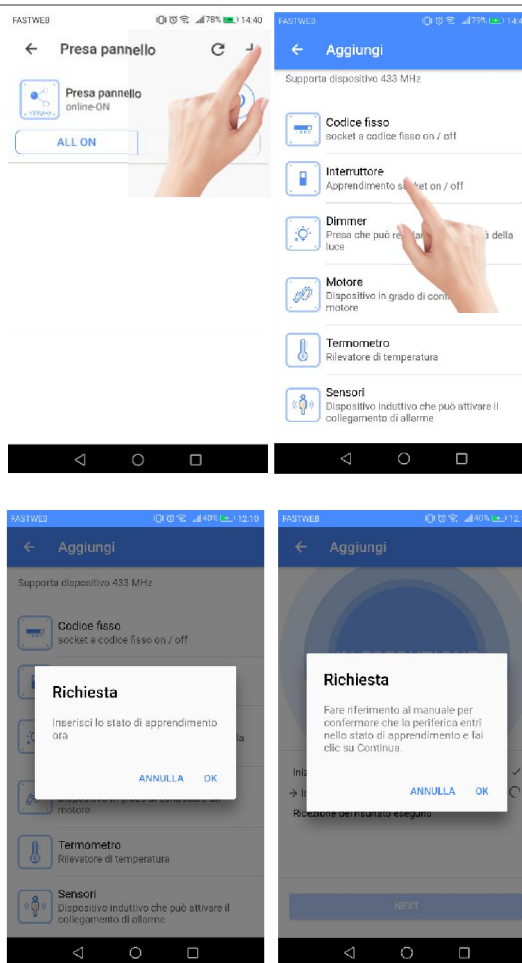 FASTWEB 78% 14:40
Presa pannello
Presa pannello
online-ON
433MHz
ALL ON
FASTWEB 79%
Aggiungi
Supporta dispositivo 433 MHz
Codice fisso
socket a codice fisso on / off
Interruttore
Apprendimento socket on / off
Dimmer
Presa che può della
luce
Motore
Dispositivo in grado di
motore
Termometro
Rilevatore di temperatura
Sensori
Dispositivo induttivo che può attivare il
collegamento di allarme
FASTWEB 40% 12:10
Aggiungi
Supporta dispositivo 433 MHz
Codice fisso
socket a codice fisso on / off
Richiesta
Inserisci lo stato di apprendimento
ora
ANNULLA OK
motore
Termometro
Rilevatore di temperatura
Sensori
Dispositivo induttivo che può attivare il
collegamento di allarme
FASTWEB 40%
Aggiungi
Richiesta
Fare riferimento al manuale per
confermare che la periferica entri
nello stato di apprendimento e fai
clic su Continua.
ANNULLA OK
Ricezione del risultato eseguito
NEXT